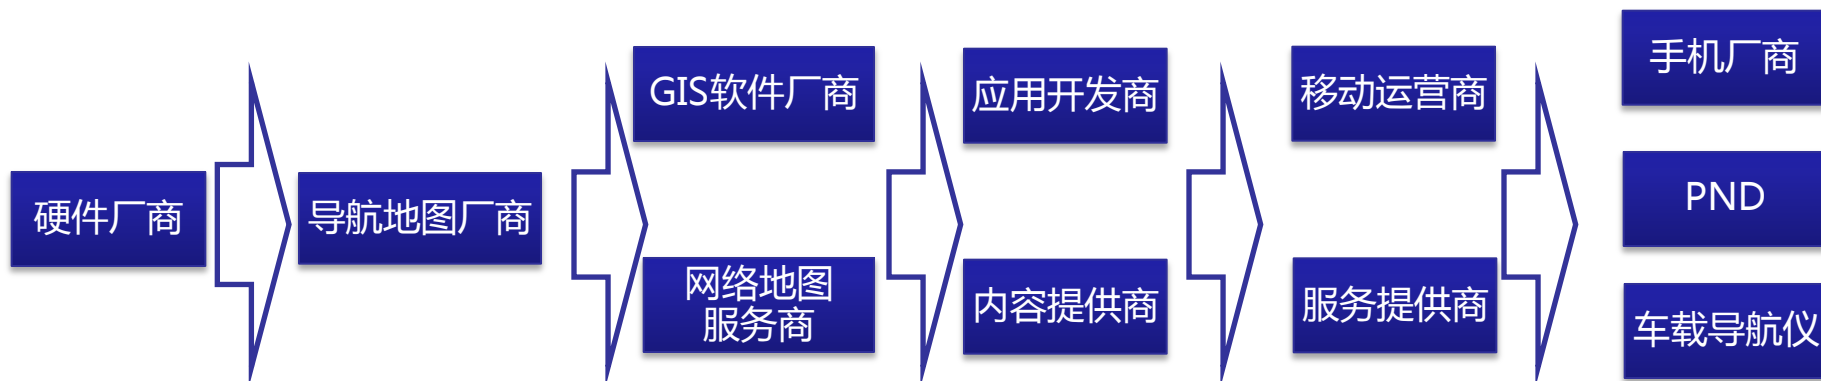 硬件厂商
导航地图厂商
GIS软件厂商
网络地图
服务商
应用开发商
内容提供商
移动运营商
服务提供商
手机厂商
PND
车载导航仪